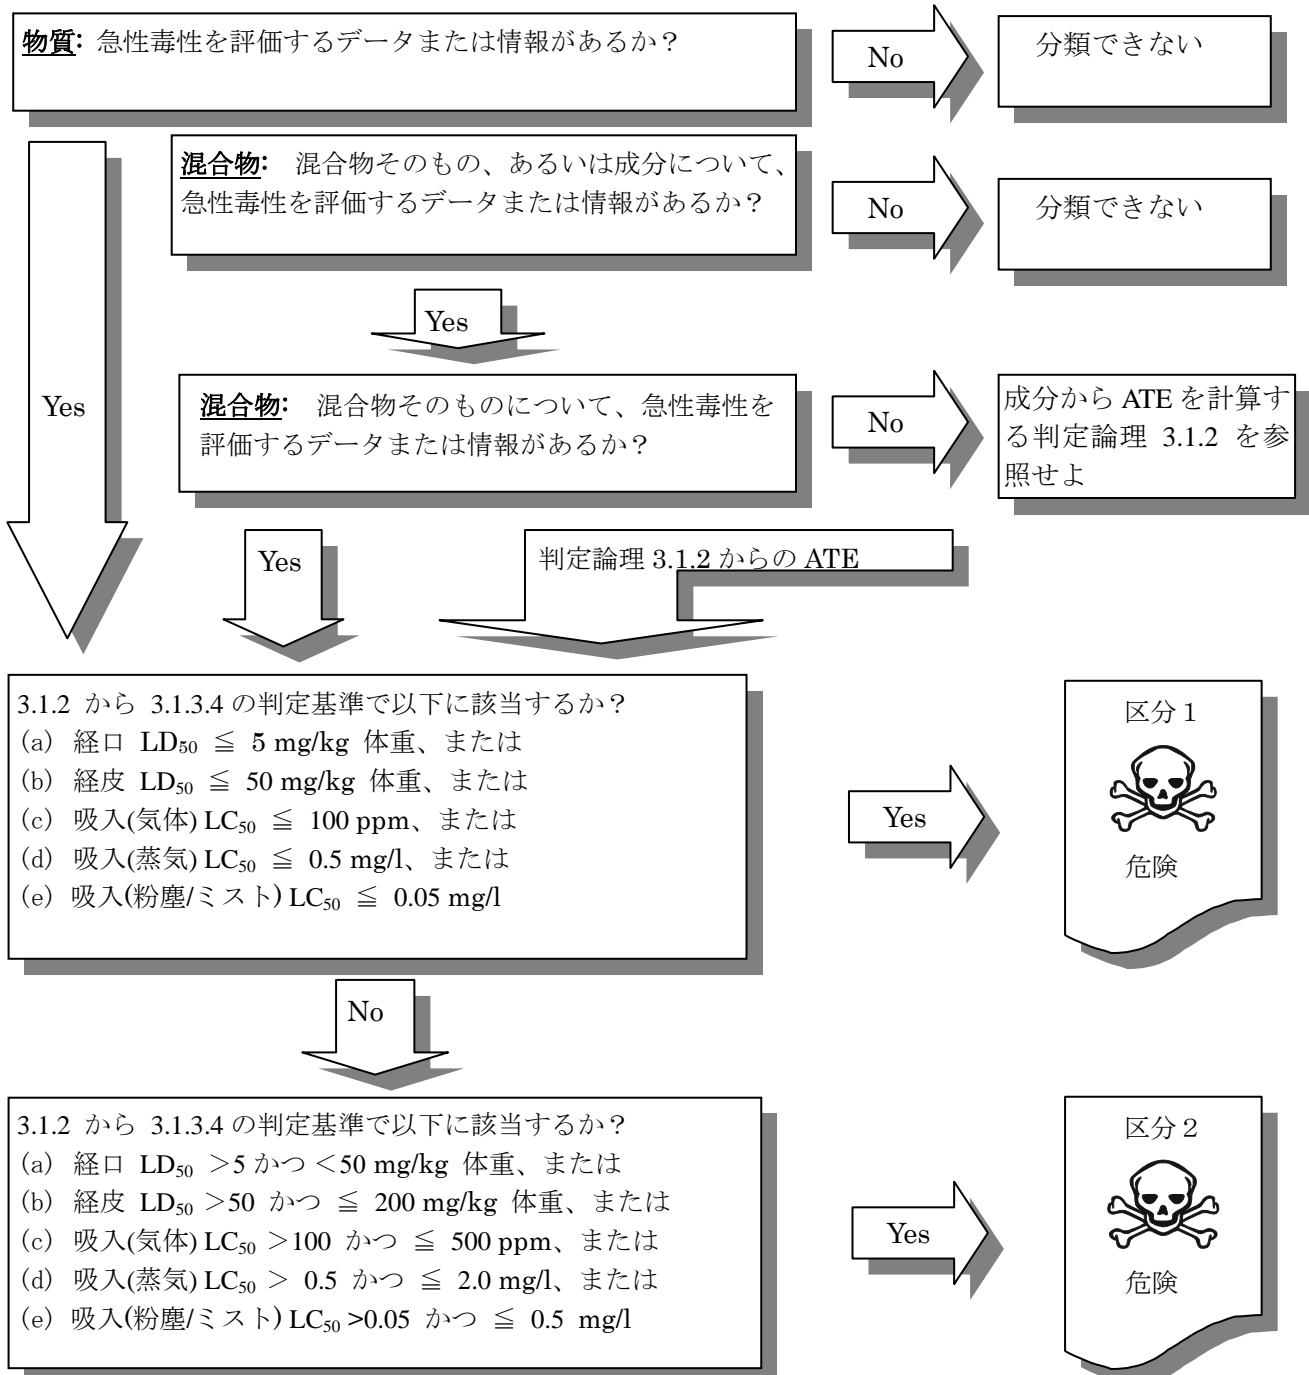 物質: 急性毒性を評価するデータまたは情報があるか？
No
分類できない
混合物: 混合物そのもの、あるいは成分について、
急性毒性を評価するデータまたは情報があるか？
No
分類できない
Yes
Yes
混合物: 混合物そのものについて、急性毒性を
評価するデータまたは情報があるか？
No
成分から ATE を計算す
る判定論理 3.1.2 を参
照せよ
Yes
判定論理 3.1.2 からの ATE
3.1.2 から 3.1.3.4 の判定基準で以下に該当するか？
(a) 経口 LD₅₀ ≦ 5 mg/kg 体重、または
(b) 経皮 LD₅₀ ≦ 50 mg/kg 体重、または
(c) 吸入(気体) LC₅₀ ≦ 100 ppm、または
(d) 吸入(蒸気) LC₅₀ ≦ 0.5 mg/l、または
(e) 吸入(粉塵/ミスト) LC₅₀ ≦ 0.05 mg/l
Yes
区分１
危険
No
3.1.2 から 3.1.3.4 の判定基準で以下に該当するか？
(a) 経口 LD₅₀ ＞5 かつ ＜50 mg/kg 体重、または
(b) 経皮 LD₅₀ ＞50 かつ ≦ 200 mg/kg 体重、または
(c) 吸入(気体) LC₅₀ ＞100 かつ ≦ 500 ppm、または
(d) 吸入(蒸気) LC₅₀ ＞ 0.5 かつ ≦ 2.0 mg/l、または
(e) 吸入(粉塵/ミスト) LC₅₀ >0.05 かつ ≦ 0.5 mg/l
Yes
区分２
危険